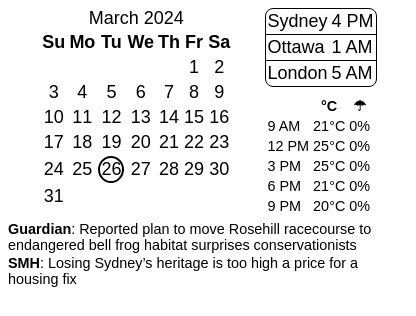 March 2024
Su Mo Tu We Th Fr Sa
1 2
3 4 5 6 7 8 9
10 11 12 13 14 15 16
17 18 19 20 21 22 23
24 25 26 27 28 29 30
31
Sydney 4 PM
Ottawa 1 AM
London 5 AM
°C ☂
9 AM 21°C 0%
12 PM 25°C 0%
3 PM 25°C 0%
6 PM 21°C 0%
9 PM 20°C 0%
Guardian: Reported plan to move Rosehill racecourse to
endangered bell frog habitat surprises conservationists
SMH: Losing Sydney’s heritage is too high a price for a
housing fix